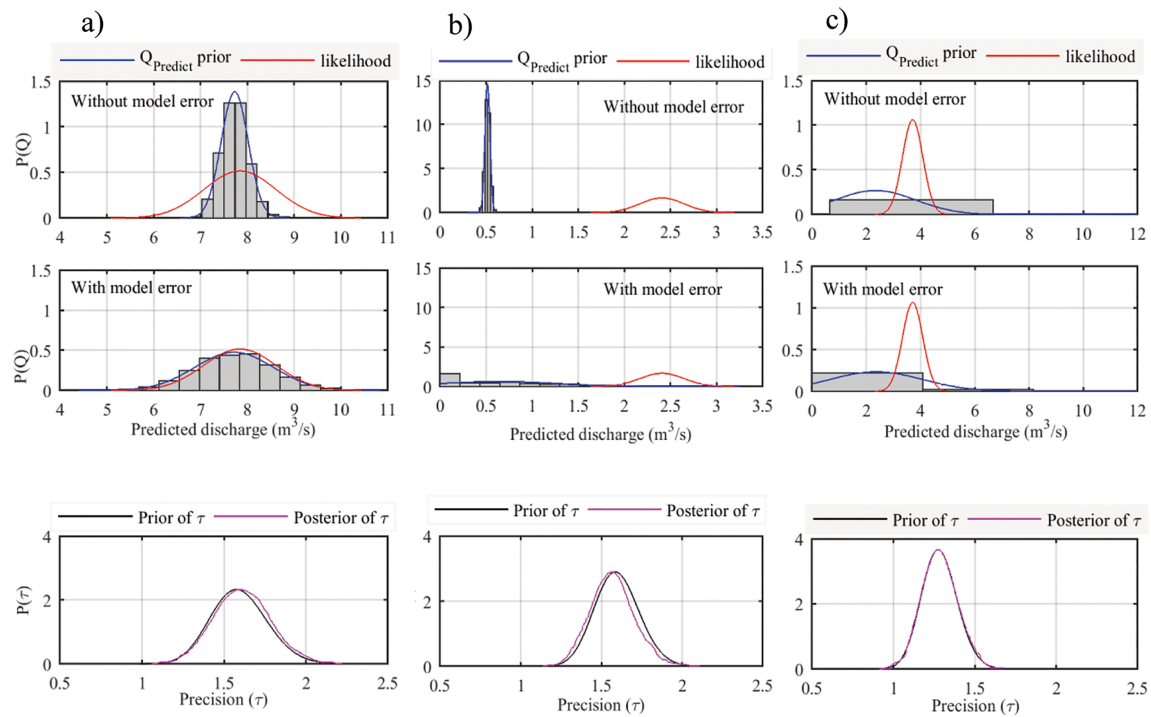 a)
b)
c)
Q_Predict prior likelihood
Q_Predict prior likelihood
Q_Predict prior likelihood
1.5
1
0.5
0
P(Q)
Without model error
4 5 6 7 8 9 10 11
15
10
5
0
Without model error
0 0.5 1 1.5 2 2.5 3 3.5
1.5
1
0.5
0
Without model error
0 2 4 6 8 10 12
1.5
1
0.5
0
P(Q)
With model error
4 5 6 7 8 9 10 11
Predicted discharge (m³/s)
15
10
5
0
With model error
0 0.5 1 1.5 2 2.5 3 3.5
Predicted discharge (m³/s)
1.5
1
0.5
0
With model error
0 2 4 6 8 10 12
Predicted discharge (m³/s)
Prior of τ Posterior of τ
4
2
0
P(τ)
0.5 1 1.5 2 2.5
Precision (τ)
Prior of τ Posterior of τ
4
2
0
0.5 1 1.5 2 2.5
Precision (τ)
Prior of τ Posterior of τ
4
2
0
0.5 1 1.5 2 2.5
Precision (τ)